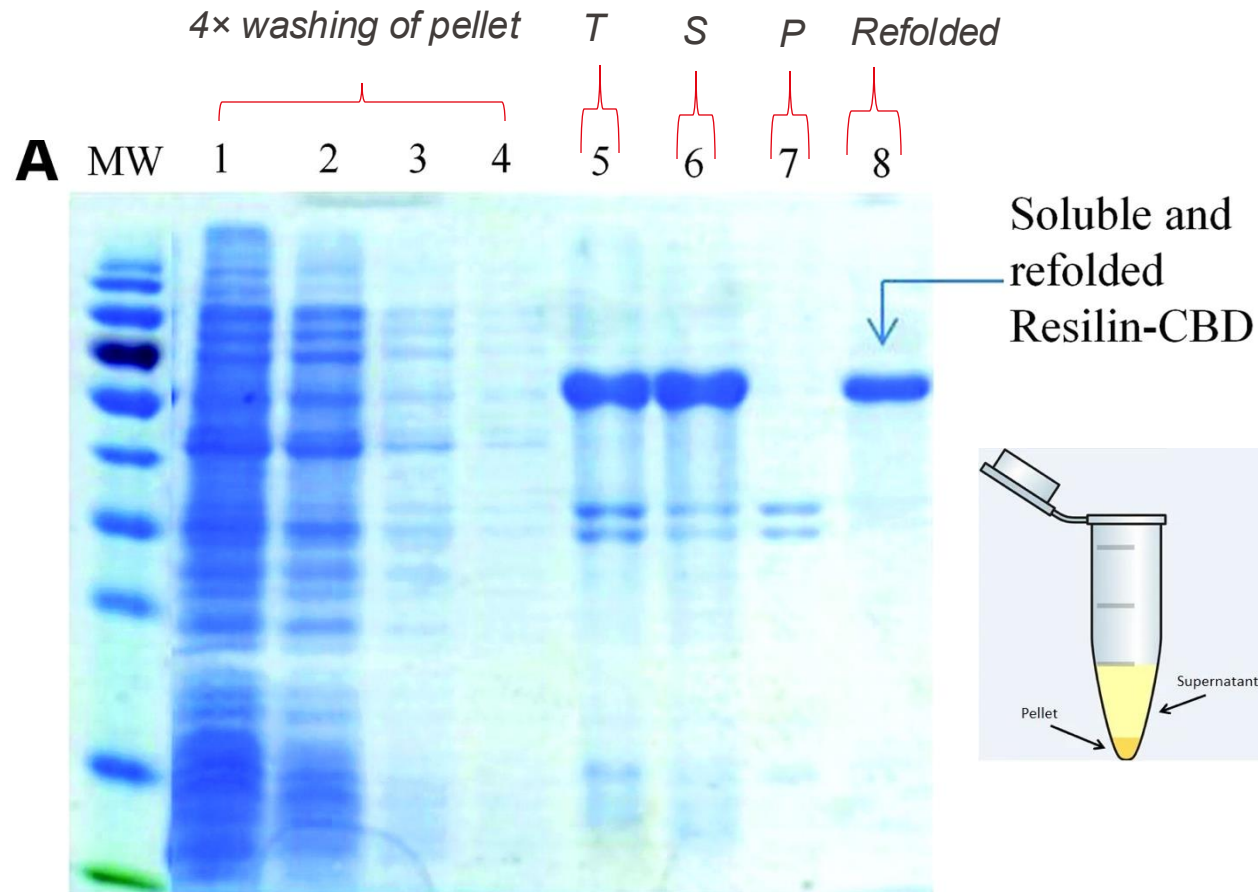 4× washing of pellet T S P Refolded
A MW 1 2 3 4 5 6 7 8
Soluble and
refolded
Resilin-CBD
Supernatant
Pellet